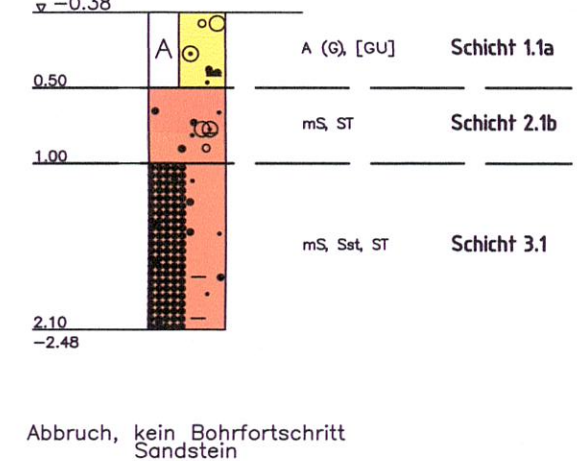 −0.38
A A (G), [GU] Schicht 1.1a
0.50
mS, ST Schicht 2.1b
1.00
mS, Sst, ST Schicht 3.1
2.10
−2.48
Abbruch, kein Bohrfortschritt
Sandstein